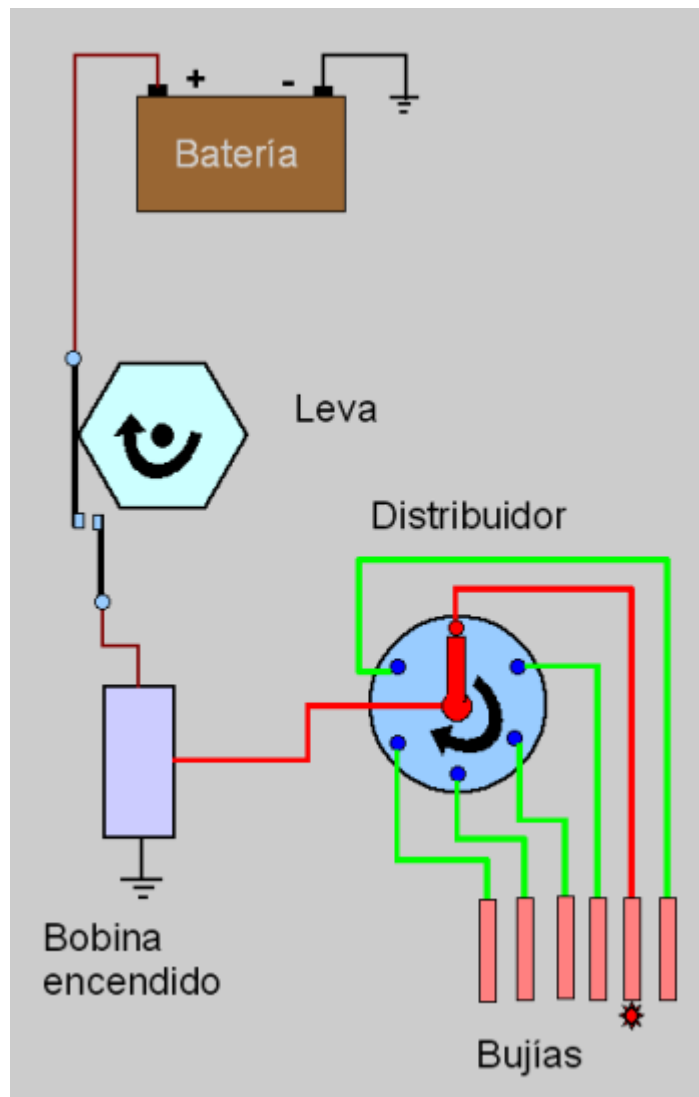 + -
Batería
Leva
Distribuidor
Bobina
encendido
Bujías